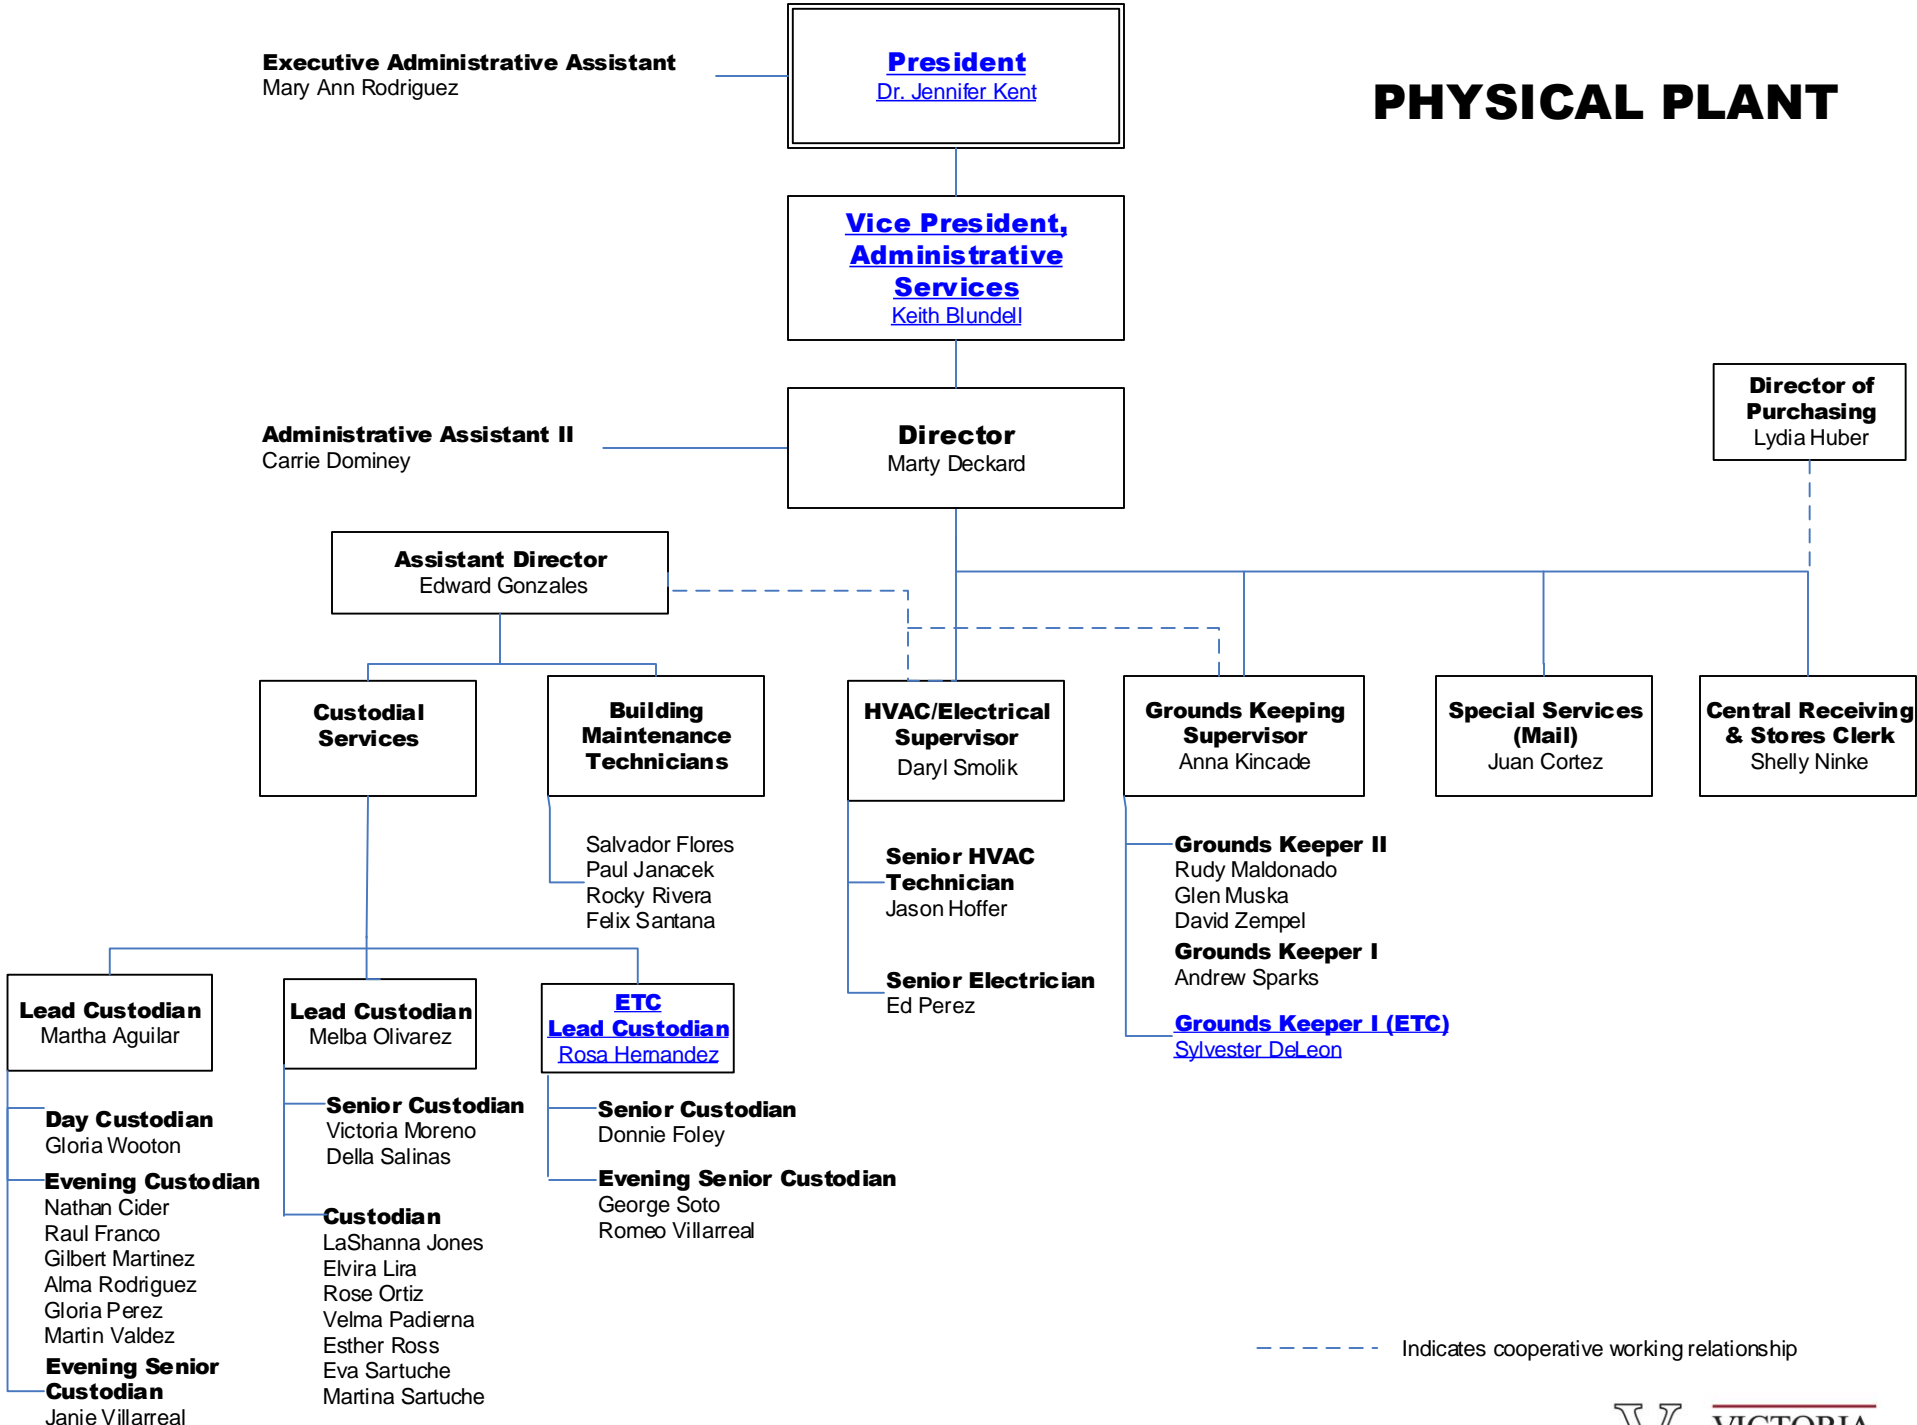 Executive Administrative Assistant
Mary Ann Rodriguez
President
Dr. Jennifer Kent
PHYSICAL PLANT
Vice President,
Administrative
Services
Keith Blundell
Administrative Assistant II
Carrie Dominey
Director
Marty Deckard
Director of
Purchasing
Lydia Huber
Assistant Director
Edward Gonzales
Custodial
Services
Building
Maintenance
Technicians
HVAC/Electrical
Supervisor
Daryl Smolik
Grounds Keeping
Supervisor
Anna Kincade
Special Services
(Mail)
Juan Cortez
Central Receiving
& Stores Clerk
Shelly Ninke
Salvador Flores
Paul Janacek
Rocky Rivera
Felix Santana
Senior HVAC
Technician
Jason Hoffer
Senior Electrician
Ed Perez
Grounds Keeper II
Rudy Maldonado
Glen Muska
David Zempel
Grounds Keeper I
Andrew Sparks
Grounds Keeper I (ETC)
Sylvester DeLeon
Lead Custodian
Martha Aguilar
Lead Custodian
Melba Olivarez
ETC
Lead Custodian
Rosa Hernandez
Day Custodian
Gloria Wooton
Evening Custodian
Nathan Cider
Raul Franco
Gilbert Martinez
Alma Rodriguez
Gloria Perez
Martin Valdez
Evening Senior
Custodian
Janie Villarreal
Senior Custodian
Victoria Moreno
Della Salinas
Custodian
LaShanna Jones
Elvira Lira
Rose Ortiz
Velma Padierna
Esther Ross
Eva Sartuche
Martina Sartuche
Senior Custodian
Donnie Foley
Evening Senior Custodian
George Soto
Romeo Villarreal
Indicates cooperative working relationship
V VICTORIA